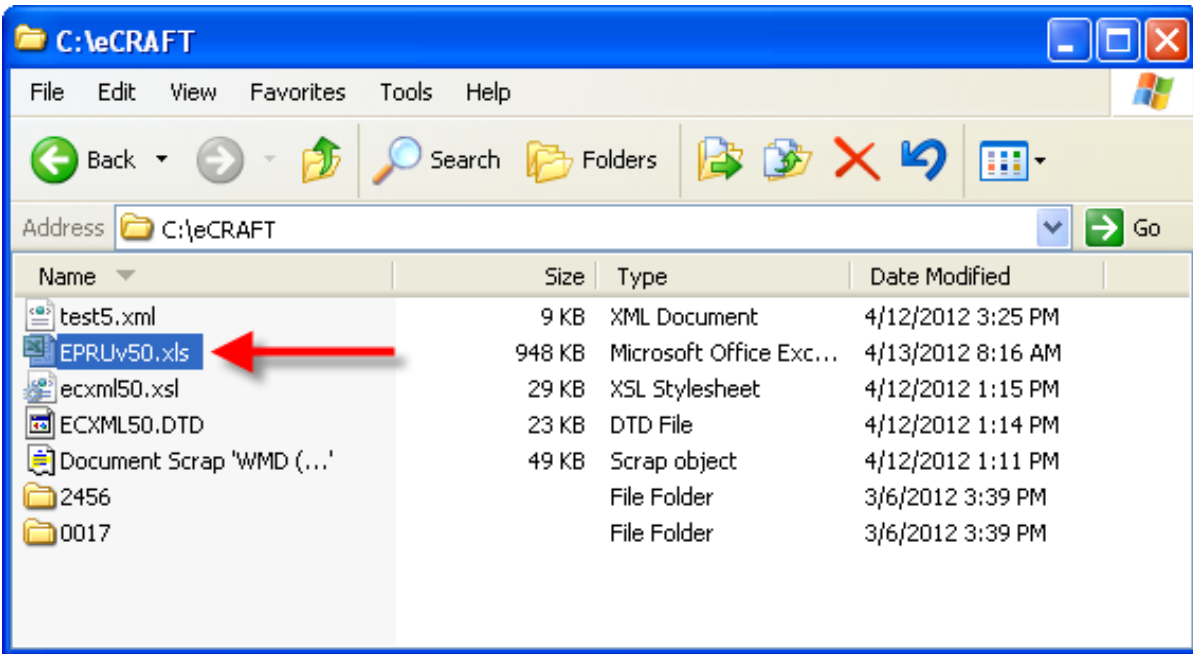 C:\eCRAFT
File Edit View Favorites Tools Help
Back Search Folders
Address C:\eCRAFT Go
Name Size Type Date Modified
test5.xml 9 KB XML Document 4/12/2012 3:25 PM
EPRUv50.xls 948 KB Microsoft Office Exc... 4/13/2012 8:16 AM
ecxml50.xsl 29 KB XSL Stylesheet 4/12/2012 1:15 PM
ECXML50.DTD 23 KB DTD File 4/12/2012 1:14 PM
Document Scrap 'WMD (...' 49 KB Scrap object 4/12/2012 1:11 PM
2456 File Folder 3/6/2012 3:39 PM
0017 File Folder 3/6/2012 3:39 PM